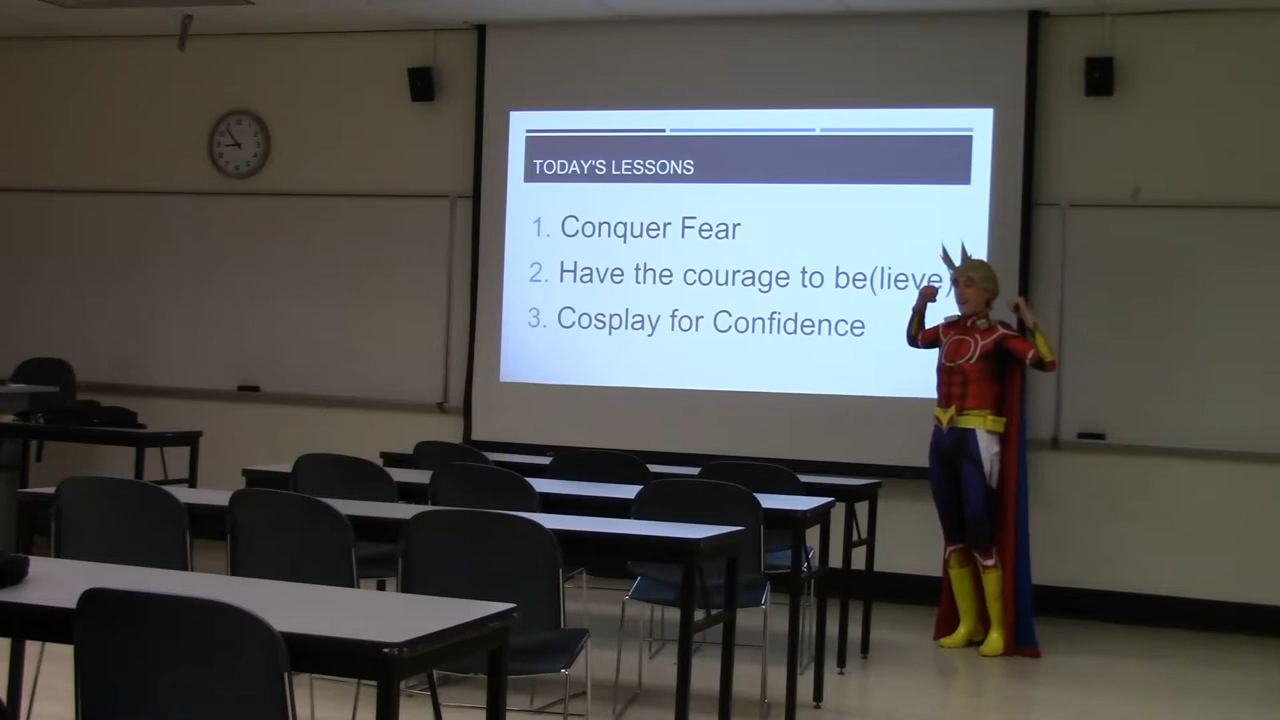 TODAY'S LESSONS
1. Conquer Fear
2. Have the courage to be(lieve)
3. Cosplay for Confidence